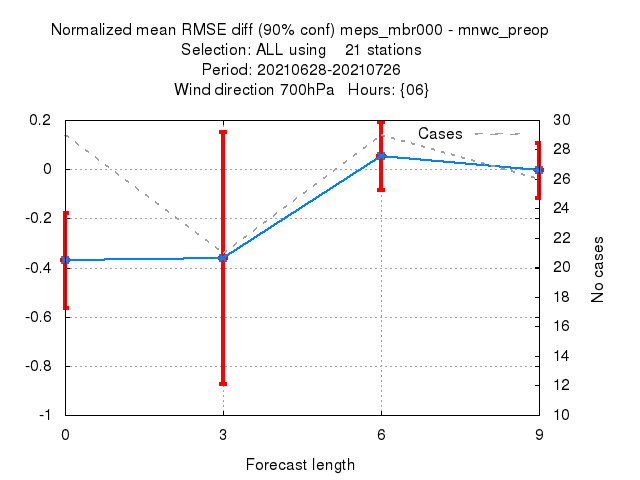 Normalized mean RMSE diff (90% conf) meps_mbr000 - mnwc_preop
Selection: ALL using 21 stations
Period: 20210628-20210726
Wind direction 700hPa Hours: {06}
0.2
0
-0.2
-0.4
-0.6
-0.8
-1
Cases
30
28
26
24
22
20
18
16
14
12
10
No cases
0 3 6 9
Forecast length